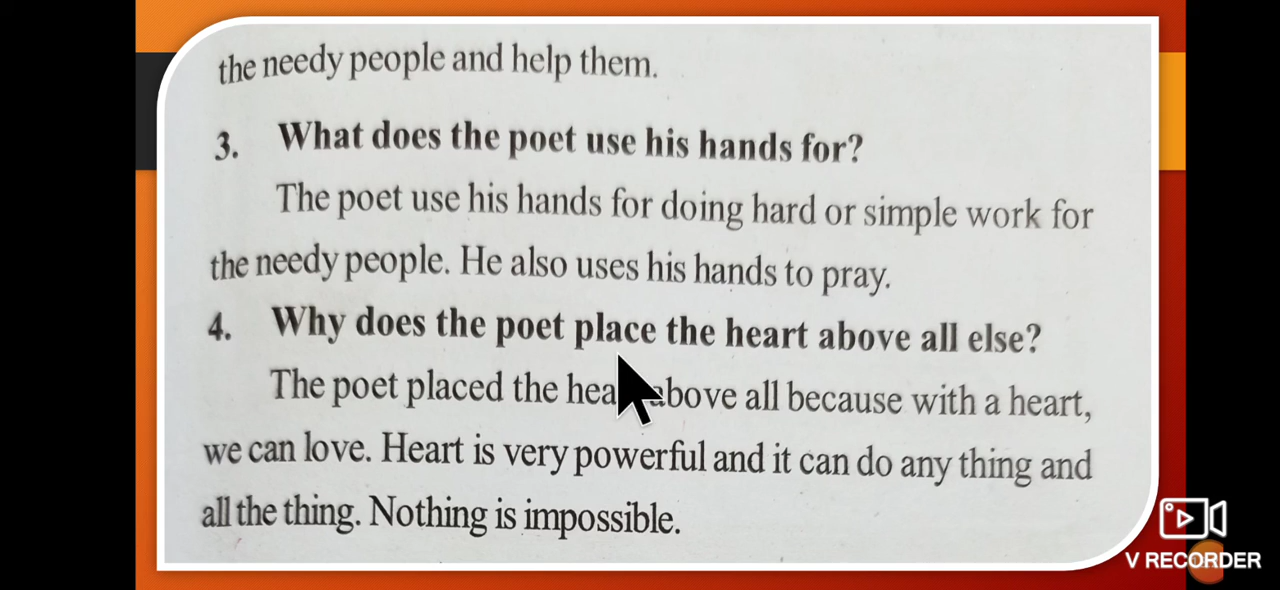 the needy people and help them.
3. What does the poet use his hands for?
The poet use his hands for doing hard or simple work for
the needy people. He also uses his hands to pray.
4. Why does the poet place the heart above all else?
The poet placed the above all because with a heart,
we can love. Heart is very powerful and it can do any thing and
all the thing. Nothing is impossible.
V RECORDER